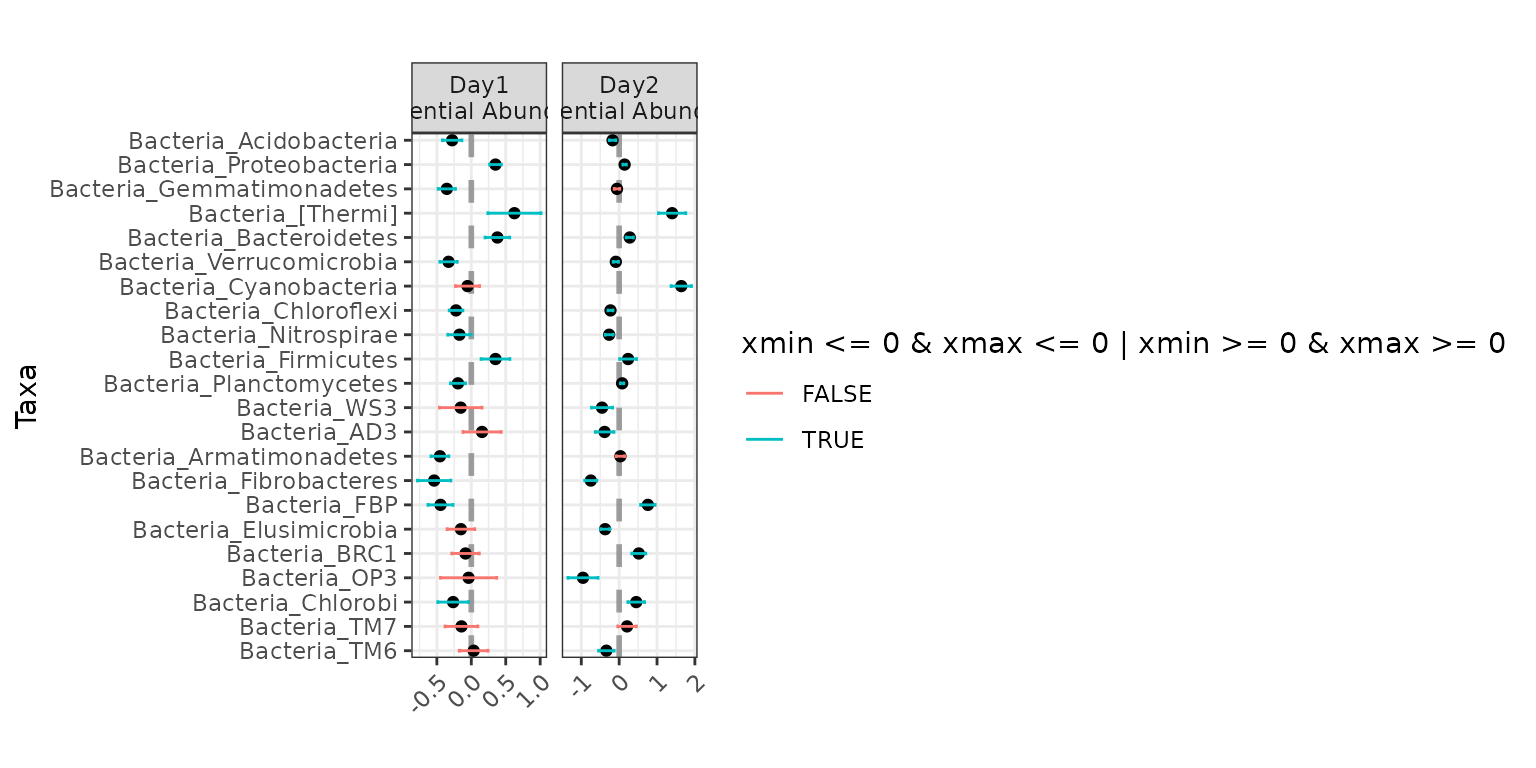 Day1
ential Abund
Day2
ential Abund
Bacteria_Acidobacteria
Bacteria_Proteobacteria
Bacteria_Gemmatimonadetes
Bacteria_[Thermi]
Bacteria_Bacteroidetes
Bacteria_Verrucomicrobia
Bacteria_Cyanobacteria
Bacteria_Chloroflexi
Bacteria_Nitrospirae
Bacteria_Firmicutes
Bacteria_Planctomycetes
Bacteria_WS3
Bacteria_AD3
Bacteria_Armatimonadetes
Bacteria_Fibrobacteres
Bacteria_FBP
Bacteria_Elusimicrobia
Bacteria_BRC1
Bacteria_OP3
Bacteria_Chlorobi
Bacteria_TM7
Bacteria_TM6
Taxa
-0.5 0.0 0.5 1.0
-1 0 1 2
xmin <= 0 & xmax <= 0 | xmin >= 0 & xmax >= 0
FALSE
TRUE